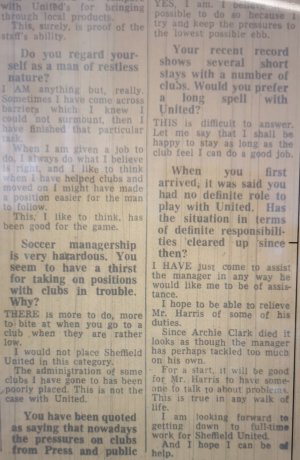 with United's for bringing
through local products.
This, surely, is proof of the
staff's ability.
Do you regard your-
self as a man of restless
nature?
I AM anything but, really.
Sometimes I have come across
barriers which I knew I
could not surmount, then I
have finished that particular
task.
When I am given a job to
do, I always do what I believe
is right, and I like to think
when I have helped clubs and
moved on I might have made
a position easier for the man
to follow.
This, I like to think, has
been good for the game.
Soccer managership
is very hazardous. You
seem to have a thirst
for taking on positions
with clubs in trouble.
Why?
THERE is more to do, more
to bite at when you go to a
club when they are rather
low.
I would not place Sheffield
United in this category.
The administration of some
clubs I have gone to has been
poorly placed. This is not the
case with United.
You have been quoted
as saying that nowadays
the pressures on clubs
from Press and public
YES, I am. I believe
possible to do so because I
try and keep the pressures to
the lowest possible ebb.
Your recent record
shows several short
stays with a number of
clubs. Would you prefer
a long spell with
United?
THIS is difficult to answer.
Let me say that I shall be
happy to stay as long as the
club feel I can do a good job.
When you first
arrived, it was said you
had no definite role to
play with United. Has
the situation in terms
of definite responsibili-
ties cleared up since
then?
I HAVE just come to assist
the manager in any way he
would like me to be of assis-
tance.
I hope to be able to relieve
Mr. Harris of some of his
duties.
Since Archie Clark died it
looks as though the manager
has perhaps tackled too much
on his own.
For a start, it will be good
for Mr. Harris to have some-
one to talk to about problems.
This is true in any walk of
life.
I am looking forward to
getting down to full-time
work for Sheffield United.
And I hope I can be of
help.